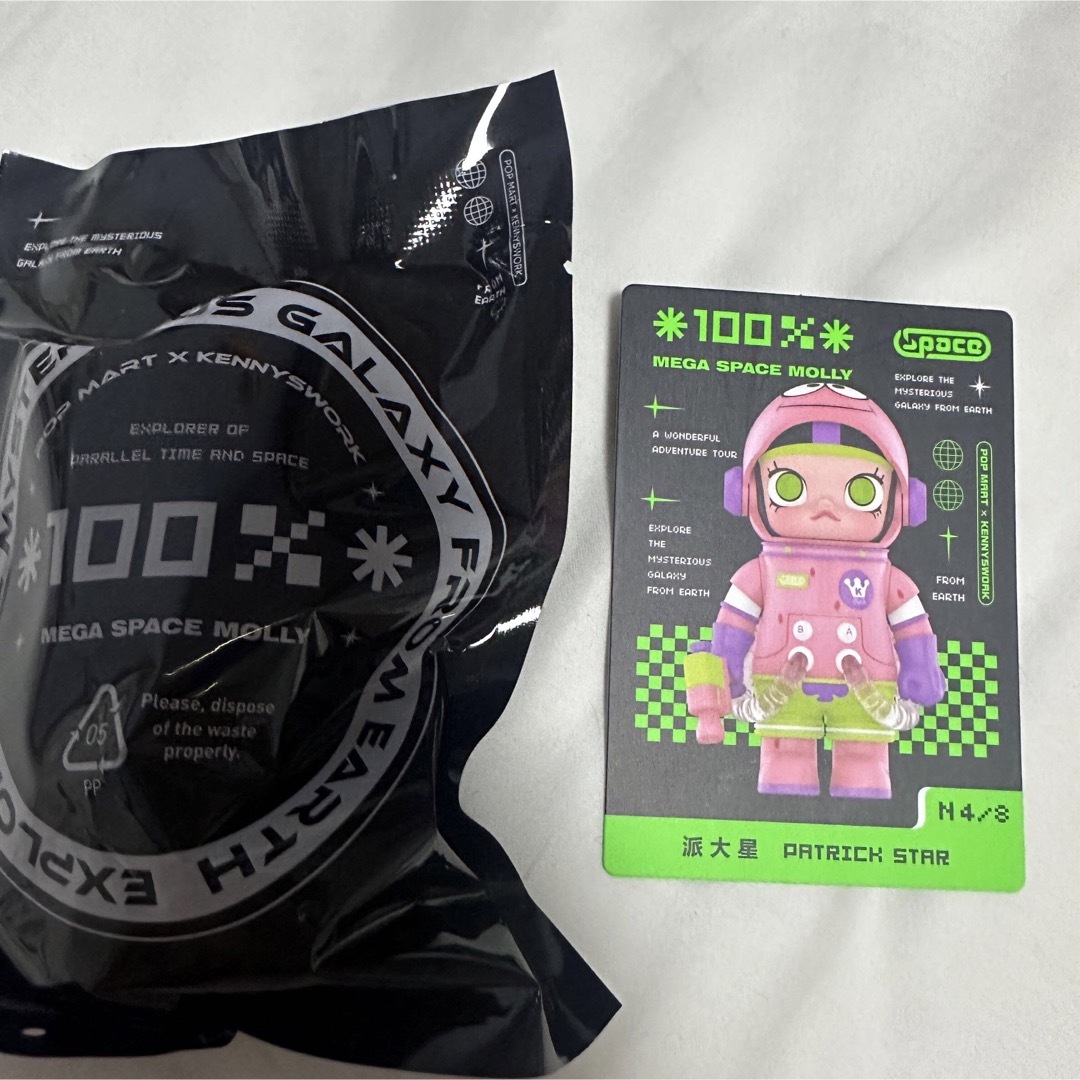 EXPLORE THE MYSTERIOUS
GALAXY FROM EARTH
POP MART × KENNYSWORK.
FROM
EARTH
GALAXY FROM EARTH
POP MART X KENNYSWORK
EXPLORER OF
PARALLEL TIME AND SPACE
*100%*
MEGA SPACE MOLLY
05
PP
Please, dispose
of the waste
properly.
*100%*
MEGA SPACE MOLLY
space
EXPLORE THE
MYSTERIOUS
GALAXY FROM EARTH
A WONDERFUL
ADVENTURE TOUR
POP MART × KENNYSWORK
EXPLORE
THE
MYSTERIOUS
GALAXY
FROM EARTH
FROM
EARTH
K
B A
N 4/8
派大星 PATRICK STAR